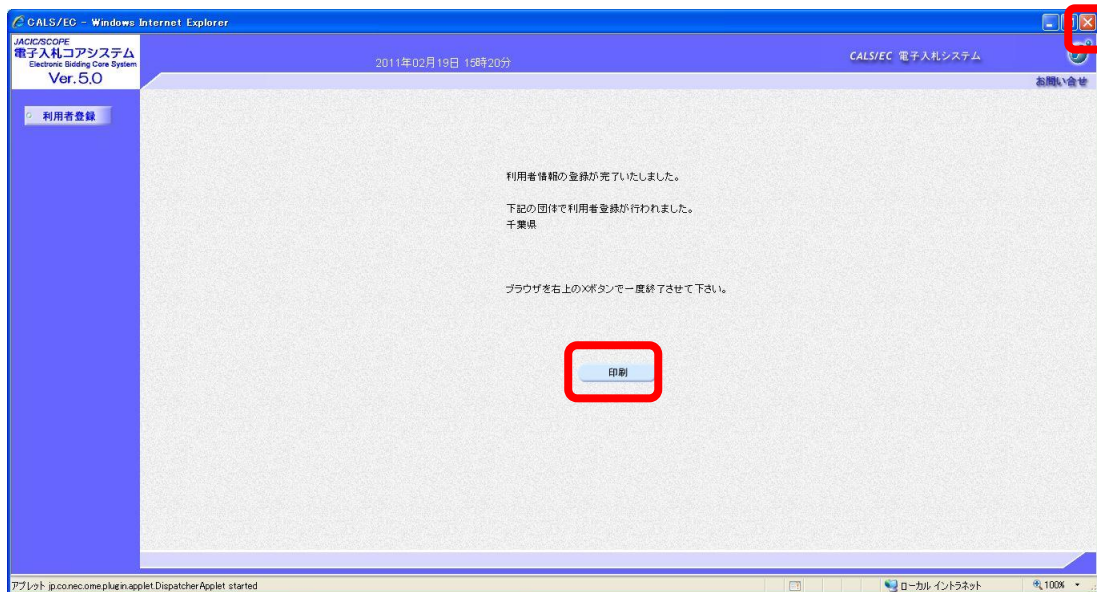 CALS/EC - Windows Internet Explorer
JACIC/SCOPE
電子入札コアシステム
Electronic Bidding Core System
Ver.5.0
2011年02月19日 15時20分
CALS/EC 電子入札システム
お問い合せ
利用者登録
利用者情報の登録が完了いたしました。
下記の団体で利用者登録が行われました。
千葉県
ブラウザを右上の×ボタンで一度終了させて下さい。
印刷
アプレット jp.co.nec.ome.plugin.applet.DispatcherApplet started
ローカル イントラネット
100%